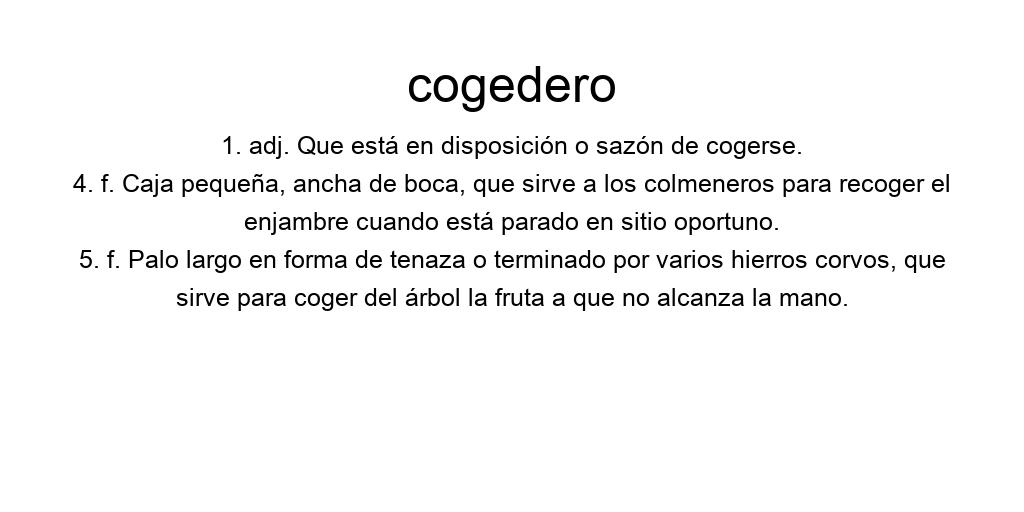 cogedero
1. adj. Que está en disposición o sazón de cogerse.
4. f. Caja pequeña, ancha de boca, que sirve a los colmeneros para recoger el
enjambre cuando está parado en sitio oportuno.
5. f. Palo largo en forma de tenaza o terminado por varios hierros corvos, que
sirve para coger del árbol la fruta a que no alcanza la mano.